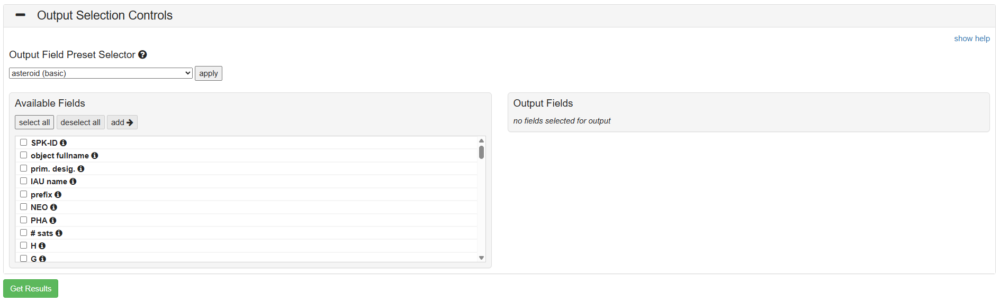 Output Selection Controls
show help
Output Field Preset Selector
asteroid (basic)
apply
Available Fields
select all
deselect all
add
SPK-ID
object fullname
prim. desig.
IAU name
prefix
NEO
PHA
# sats
H
G
Output Fields
no fields selected for output
Get Results